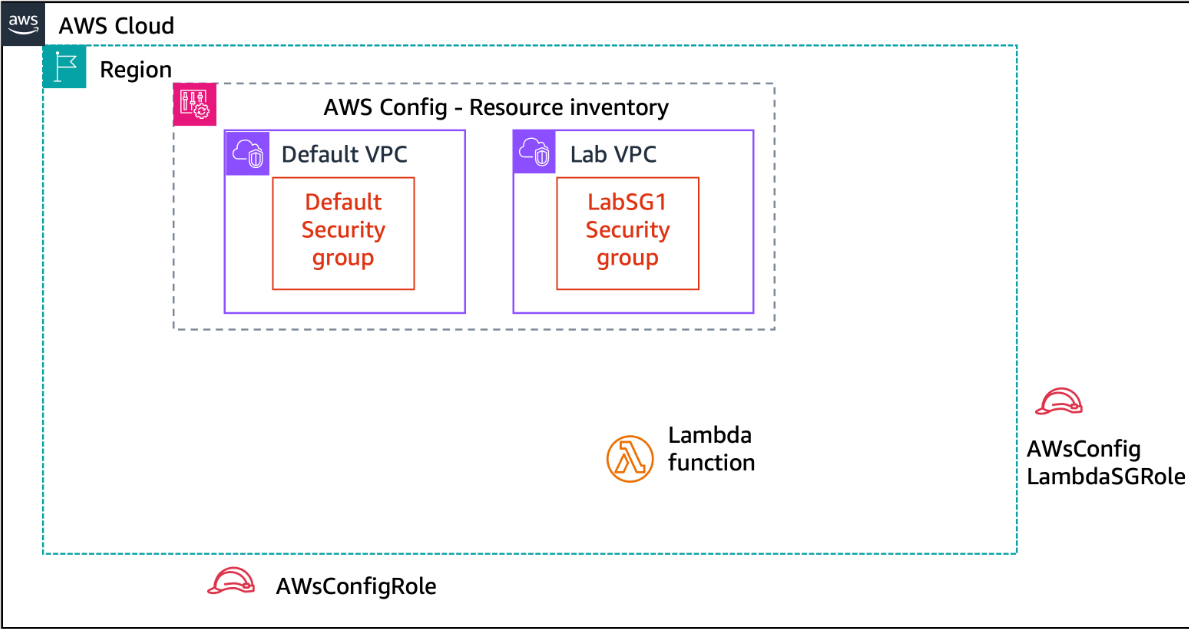 aws
AWS Cloud
Region
AWS Config - Resource inventory
Default VPC
Default
Security
group
Lab VPC
LabSG1
Security
group
Lambda
function
AWsConfig
LambdaSGRole
AWsConfigRole